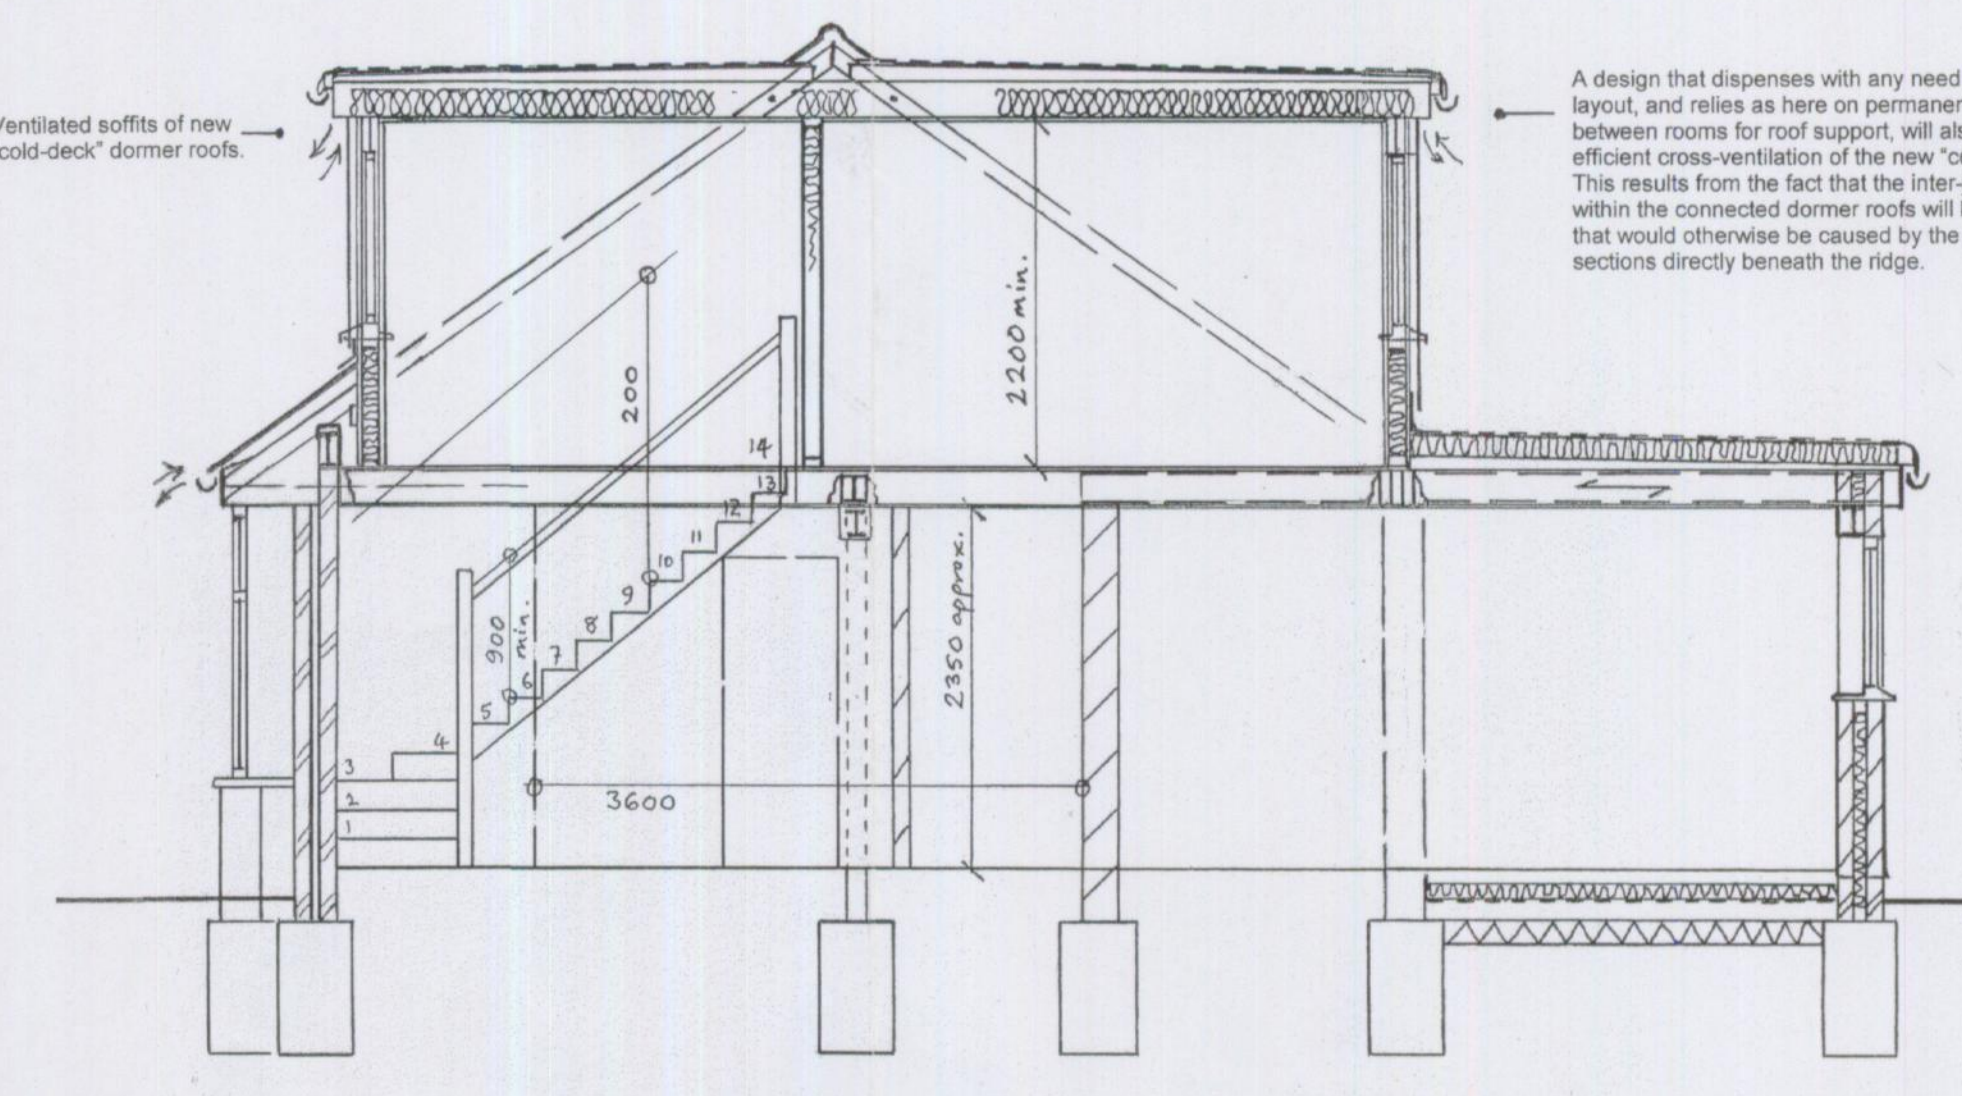 Ventilated soffits of new
cold-deck" dormer roofs.
A design that dispenses with any need
layout, and relies as here on
between rooms for roof support, will
efficient cross-ventilation of the new
This results from the fact that the inter-
within the connected dormer roofs will
that would otherwise be caused by the
sections directly beneath the ridge.
200
2200 min.
14
13
12
11
10
9
8
7
6
5
4
3
2
1
900 min.
2350 approx.
3600